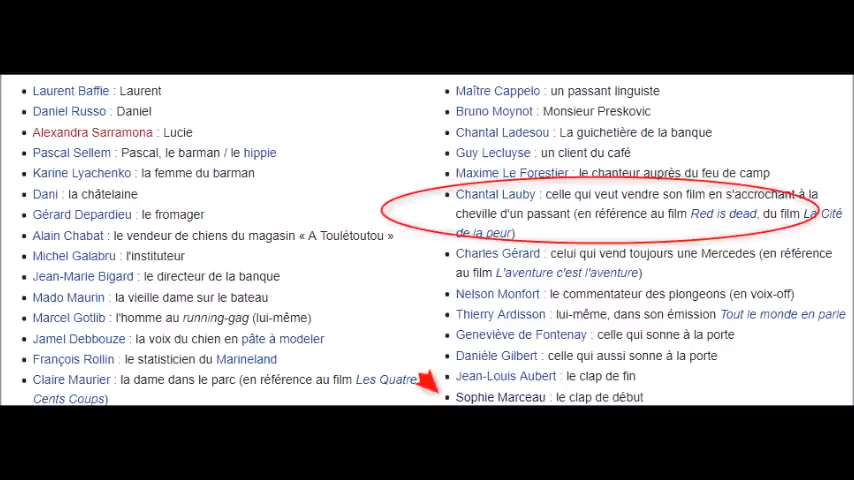 Laurent Baffie : Laurent
Daniel Russo : Daniel
Alexandra Sarramona : Lucie
Pascal Sellem : Pascal, le barman / le hippie
Karine Lyachenko : la femme du barman
Dani : la châtelaine
Gérard Depardieu : le fromager
Alain Chabat : le vendeur de chiens du magasin « A Toulétoutou »
Michel Galabru : l'instituteur
Jean-Marie Bigard : le directeur de la banque
Mado Maurin : la vieille dame sur le bateau
Marcel Gotlib : l'homme au running-gag (lui-même)
Jamel Debbouze : la voix du chien en pâte à modeler
François Rollin : le statisticien du Marineland
Claire Maurier : la dame dans le parc (en référence au film Les Quatre
Cents Coups)
Maître Cappelo : un passant linguiste
Bruno Moynot : Monsieur Preskovic
Chantal Ladesou : La guichetière de la banque
Guy Lecluyse : un client du café
Maxime Le Forestier : le chanteur auprès du feu de camp
Chantal Lauby : celle qui veut vendre son film en s'accrochant à la
cheville d'un passant (en référence au film Red is dead, du film La Cité
de la peur)
Charles Gérard : celui qui vend toujours une Mercedes (en référence
au film L'aventure c'est l'aventure)
Nelson Monfort : le commentateur des plongeons (en voix-off)
Thierry Ardisson : lui-même, dans son émission Tout le monde en parle
Geneviève de Fontenay : celle qui sonne à la porte
Danièle Gilbert : celle qui aussi sonne à la porte
Jean-Louis Aubert : le clap de fin
Sophie Marceau : le clap de début